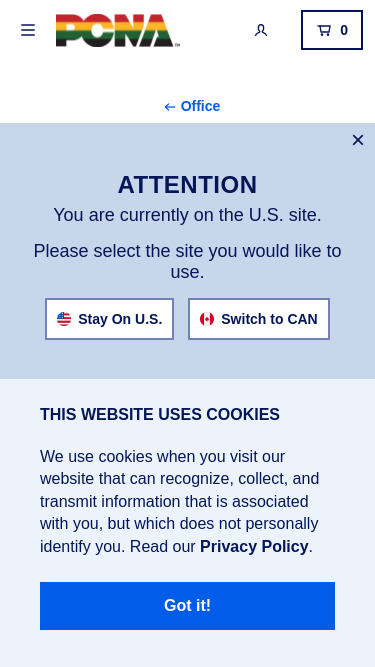 PONA™
0
← Office
×
ATTENTION
You are currently on the U.S. site.
Please select the site you would like to
use.
Stay On U.S.
Switch to CAN
THIS WEBSITE USES COOKIES
We use cookies when you visit our
website that can recognize, collect, and
transmit information that is associated
with you, but which does not personally
identify you. Read our Privacy Policy.
Got it!